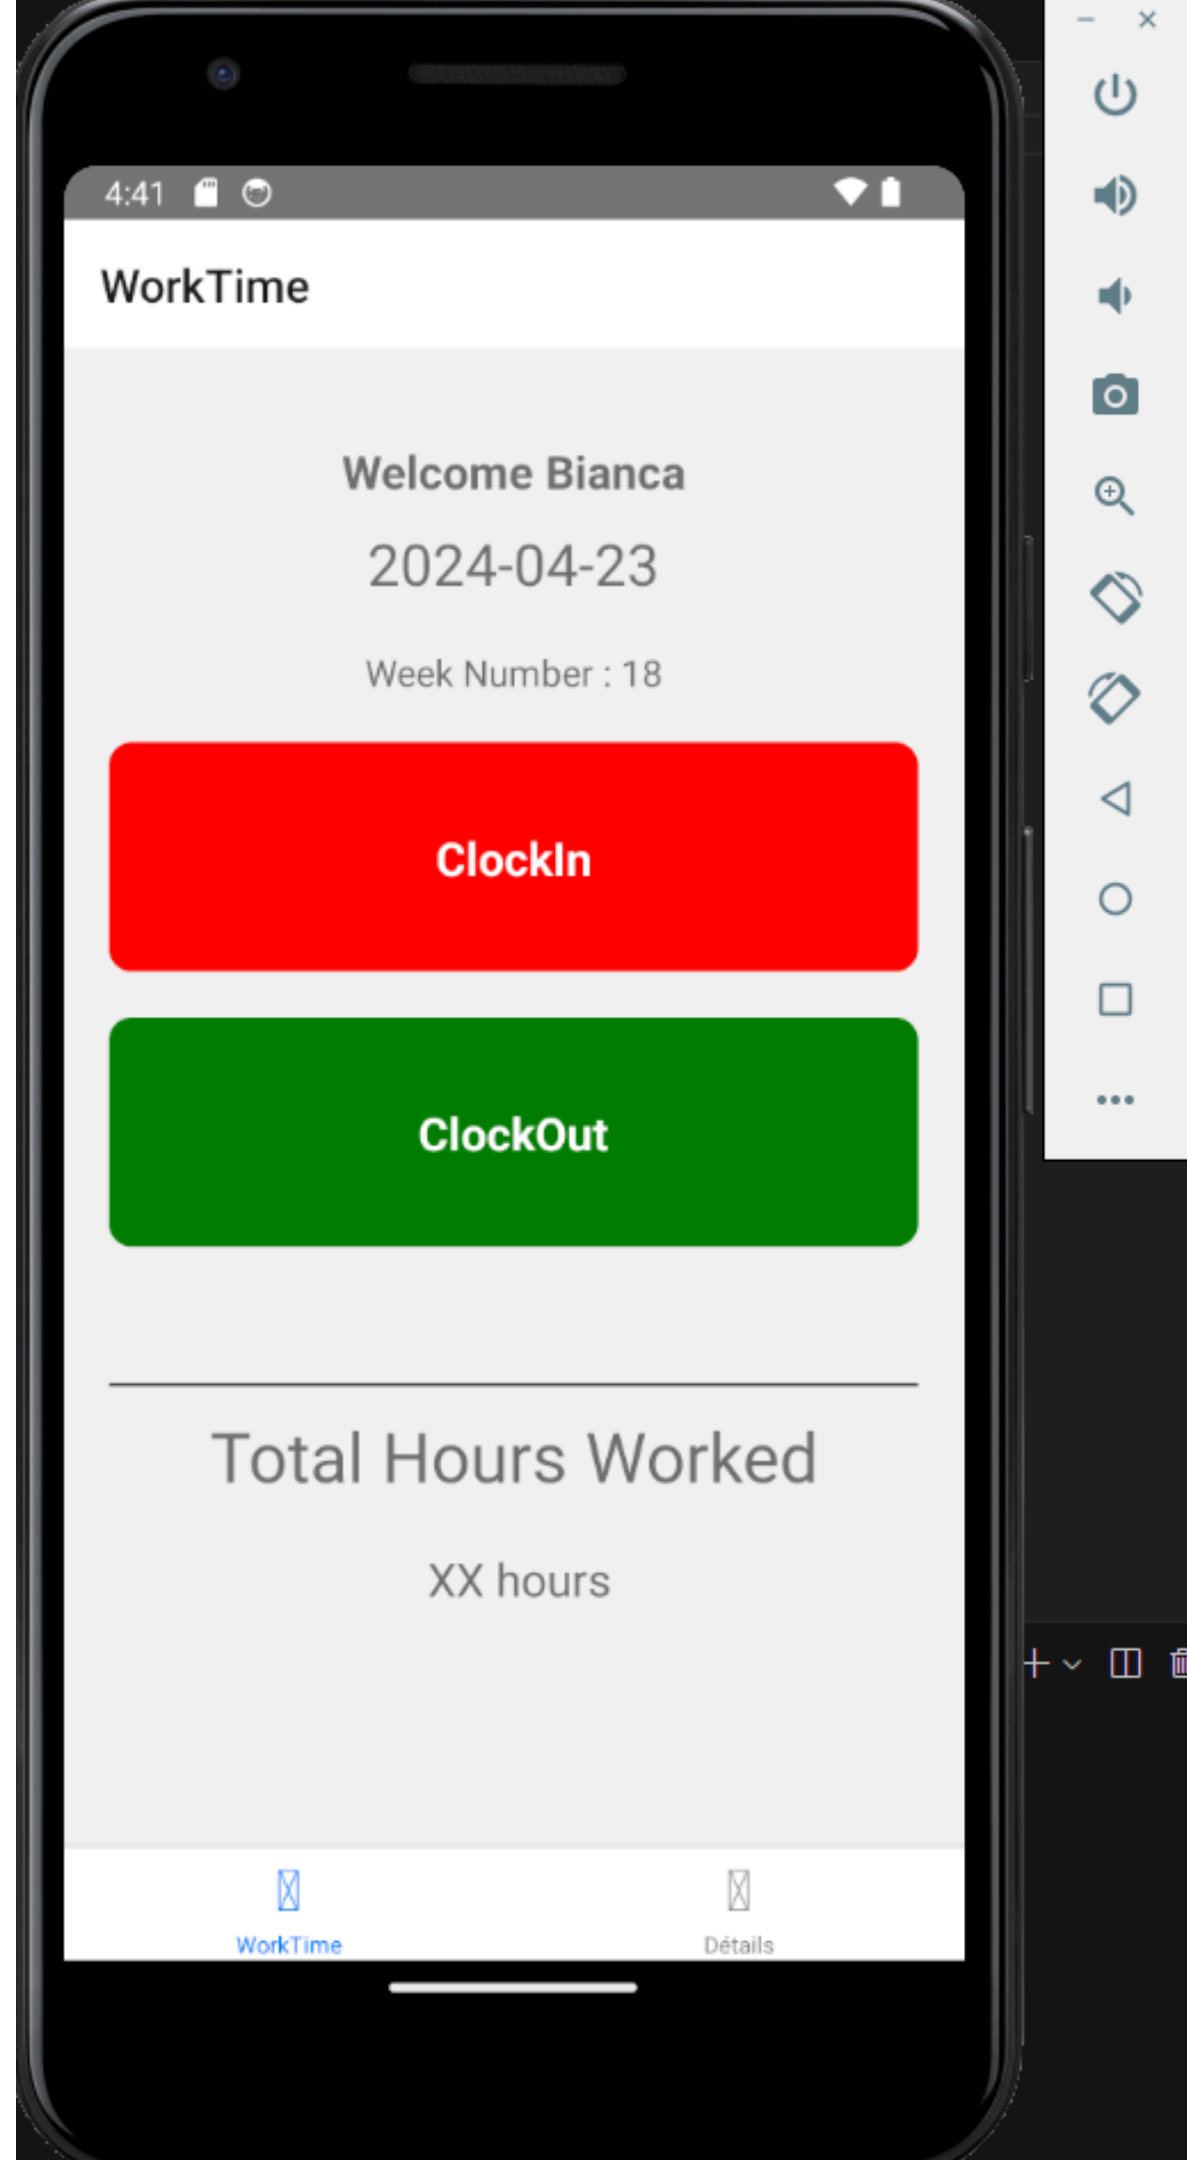 4:41
WorkTime
Welcome Bianca
2024-04-23
Week Number : 18
ClockIn
ClockOut
Total Hours Worked
XX hours
WorkTime
Détails